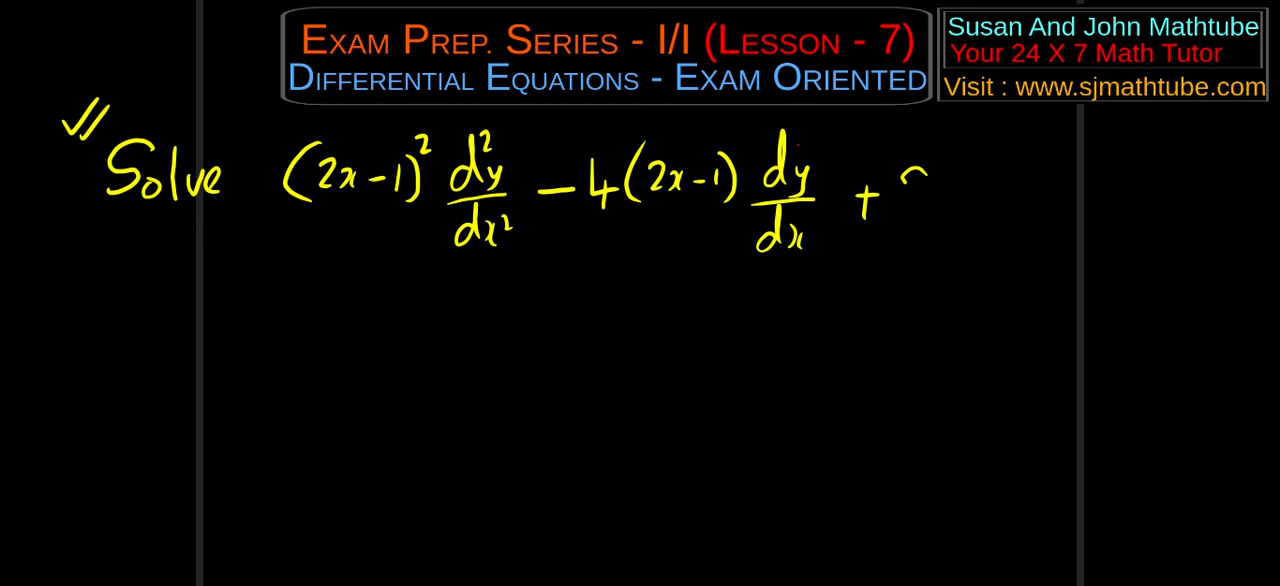 EXAM PREP. SERIES - I/I (LESSON - 7)
DIFFERENTIAL EQUATIONS - EXAM ORIENTED
Susan And John Mathtube
Your 24 X 7 Math Tutor
Visit : www.sjmathtube.com
Solve (2x-1)² d²y/dx² - 4(2x-1) dy/dx +